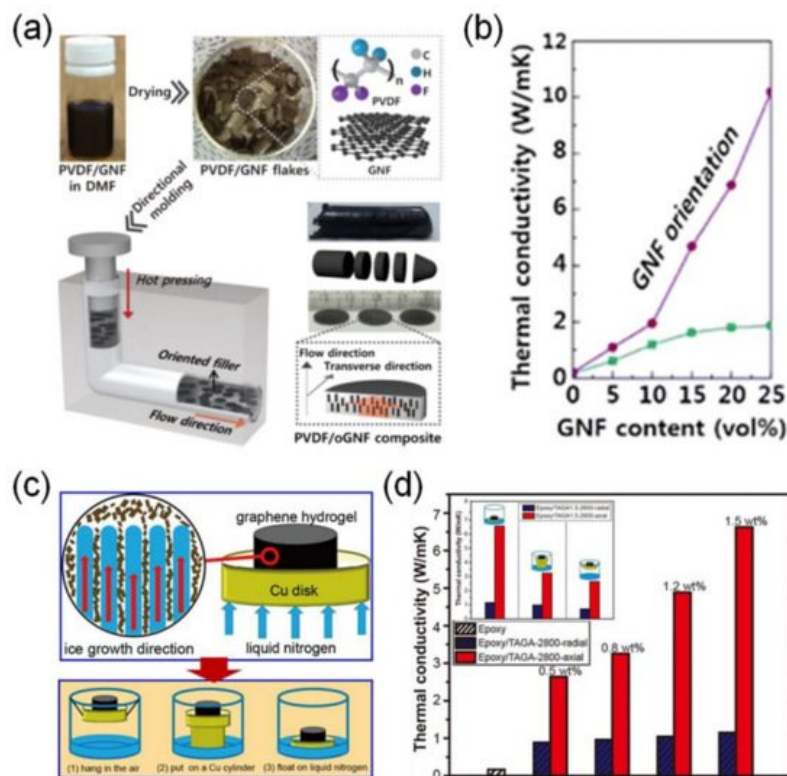 (a)
Drying
PVDF/GNF
in DMF
PVDF/GNF flakes
C
H
F
n
PVDF
GNF
Directional
molding
Hot pressing
Oriented filler
Flow direction
Flow direction
Transverse direction
PVDF/oGNF composite
(b)
Thermal conductivity (W/mK)
12
10
8
6
4
2
0
GNF orientation
0 5 10 15 20 25
GNF content (vol%)
(c)
graphene hydrogel
Cu disk
ice growth direction
liquid nitrogen
(1) hang in the air
(2) put on a Cu cylinder
(3) float on liquid nitrogen
(d)
Thermal conductivity (W/mK)
7
6
5
4
3
2
1
0
Thermal conductivity (W/mK)
Epoxy
Epoxy/TAGA-2800-radial
Epoxy/TAGA-2800-axial
0.5 wt%
0.8 wt%
1.2 wt%
1.5 wt%